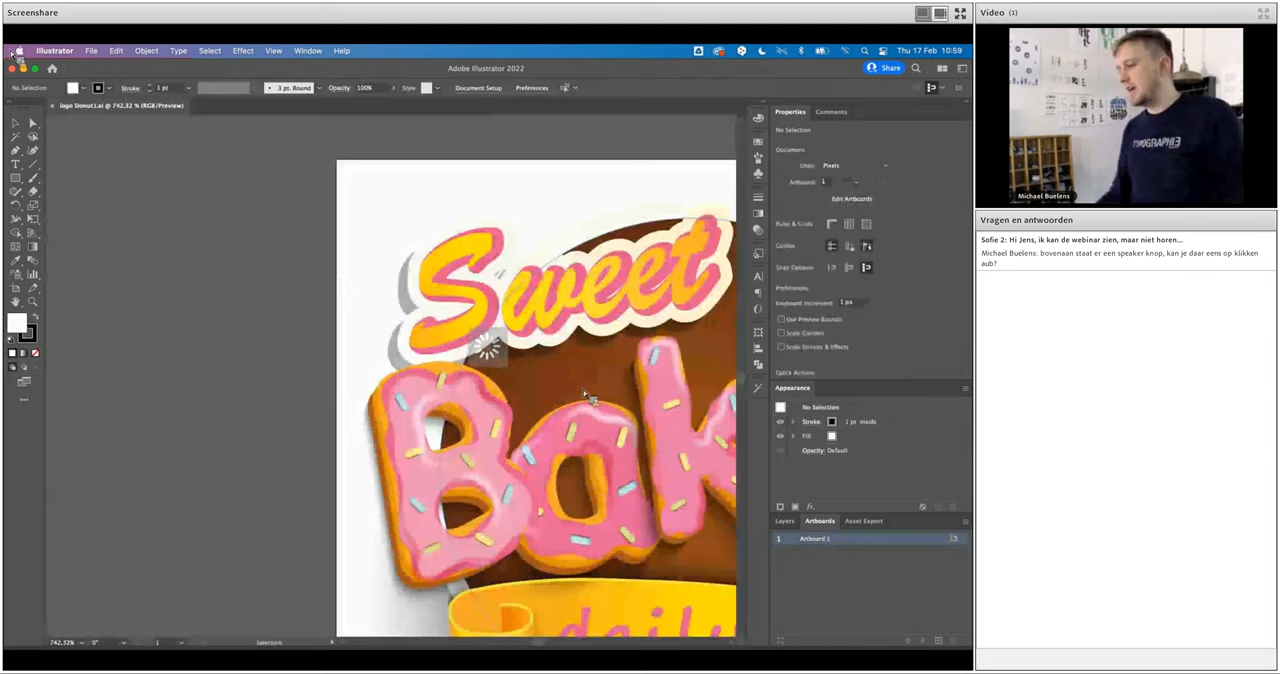 Screenshare
Illustrator File Edit Object Type Select Effect View Window Help
Thu 17 Feb 10:59
Adobe Illustrator 2022
Share
No Selection
Stroke: 1 pt
3 pt. Round
Opacity: 100%
Style:
Document Setup
Preferences
logo Donut1.ai @ 742,32 % (RGB/Preview)
Sweet
Bak
daily
742,32% 0° 1 Selection
Properties Comments
No Selection
Document
Units: Pixels
Artboard: 1
Edit Artboards
Ruler & Grids
Guides
Snap Options
Preferences
Keyboard Increment: 1 px
Use Preview Bounds
Scale Corners
Scale Strokes & Effects
Quick Actions
Appearance
No Selection
Stroke: 1 pt Inside
Fill:
Opacity: Default
fx
Layers Artboards Asset Export
1 Artboard 1
Video (1)
TYPOGRAPHIE
Michael Buelens
Vragen en antwoorden
Sofie 2: Hi Jens, ik kan de webinar zien, maar niet horen...
Michael Buelens: bovenaan staat er een speaker knop, kan je daar eens op klikken
aub?